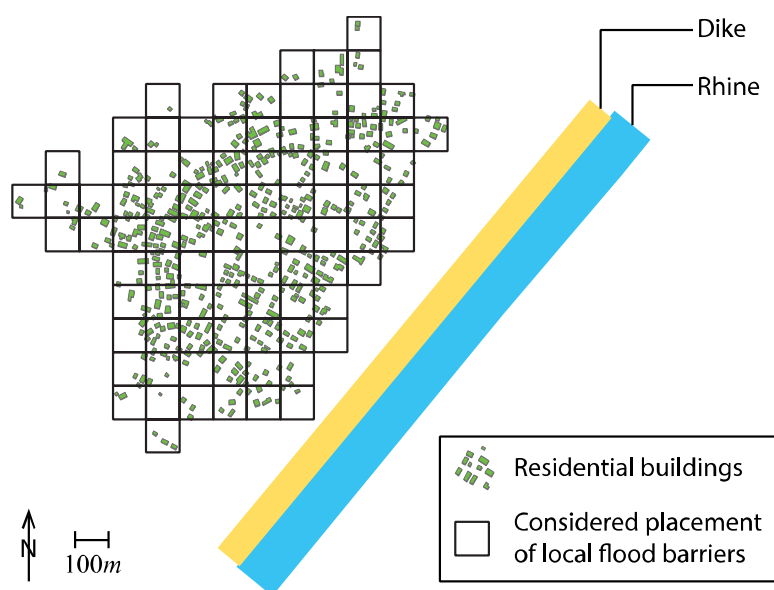 Dike
Rhine
Residential buildings
Considered placement
of local flood barriers
N
100m